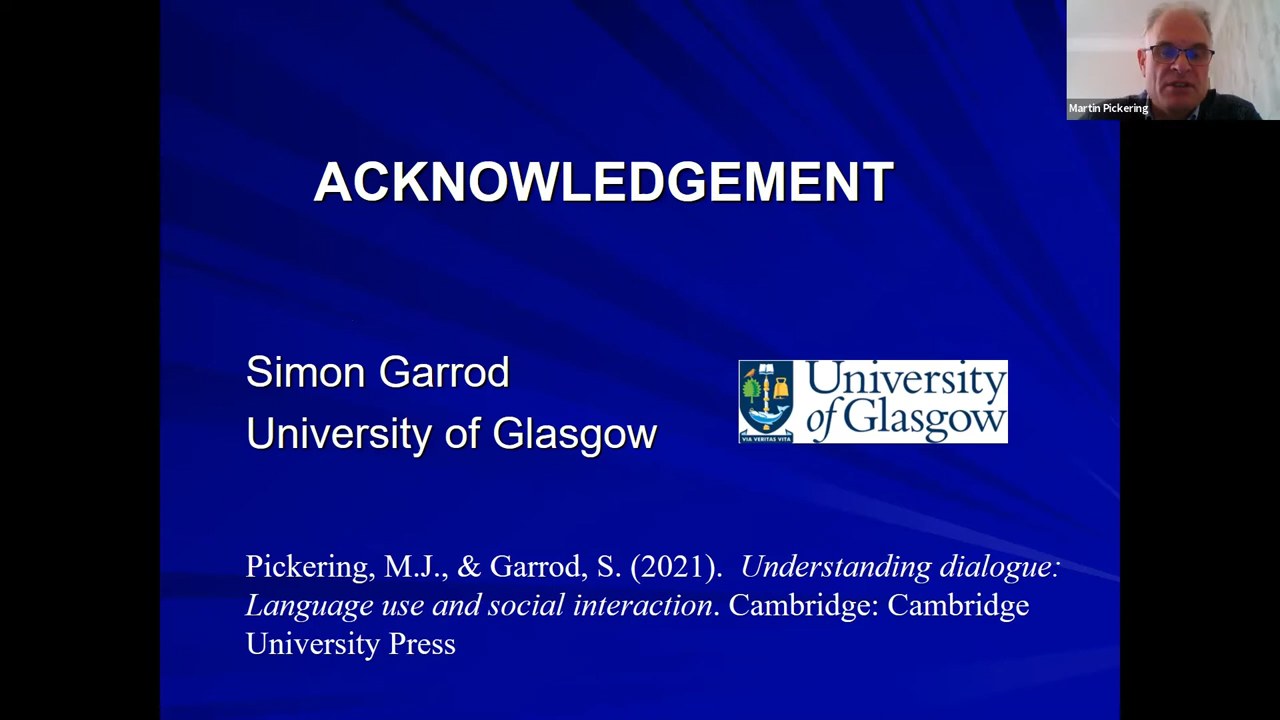 Martin Pickering
ACKNOWLEDGEMENT
Simon Garrod
University of Glasgow
University
of Glasgow
VIA VERITAS VITA
Pickering, M.J., & Garrod, S. (2021).  Understanding dialogue:
Language use and social interaction. Cambridge: Cambridge
University Press